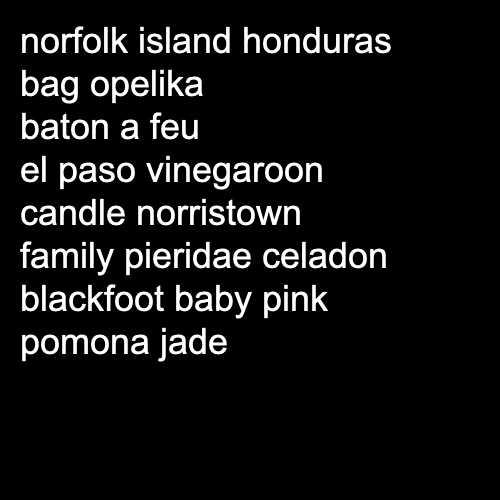 norfolk island honduras
bag opelika
baton a feu
el paso vinegaroon
candle norristown
family pieridae celadon
blackfoot baby pink
pomona jade